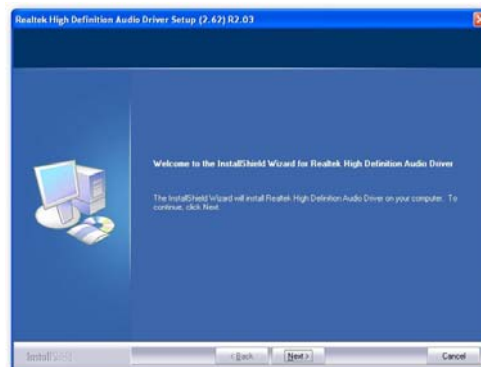 Realtek High Definition Audio Driver Setup (2.62) R2.03
Welcome to the InstallShield Wizard for Realtek High Definition Audio Driver
The InstallShield Wizard will install Realtek High Definition Audio Driver on your computer. To
continue, click Next
InstallShield
< Back
Next >
Cancel